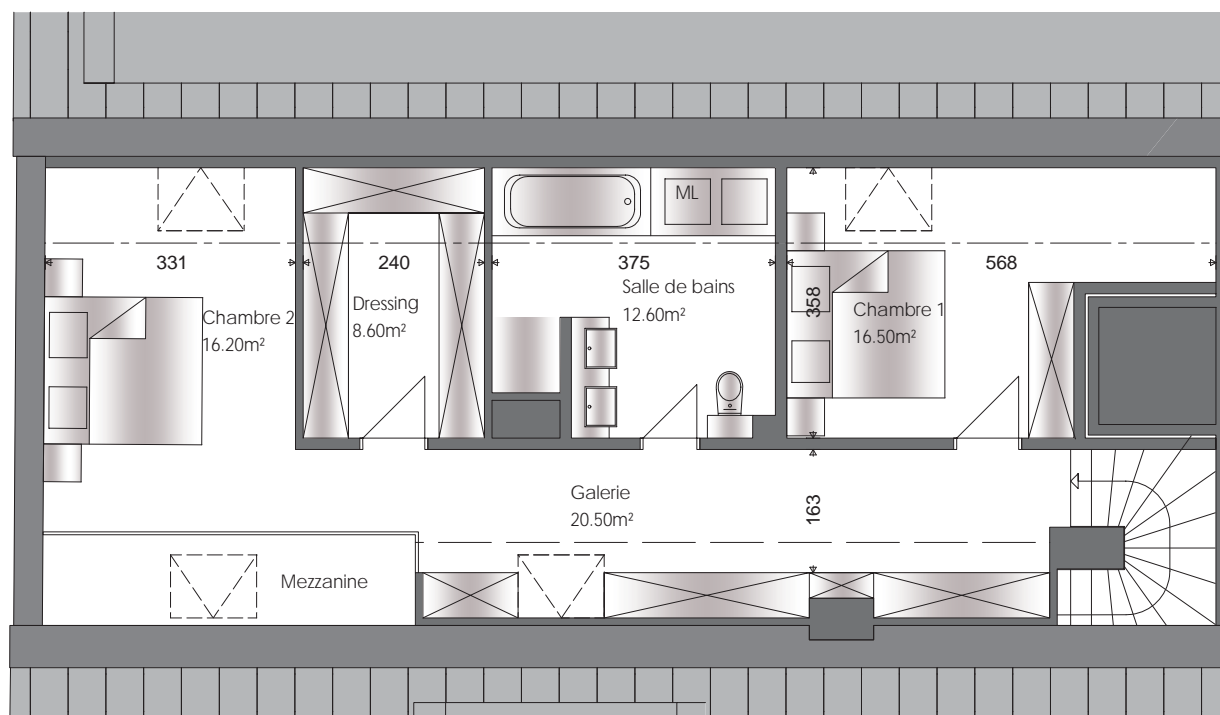 ML
331
240
375
568
358
Chambre 2
16.20m²
Dressing
8.60m²
Salle de bains
12.60m²
Chambre 1
16.50m²
Galerie
20.50m²
163
Mezzanine